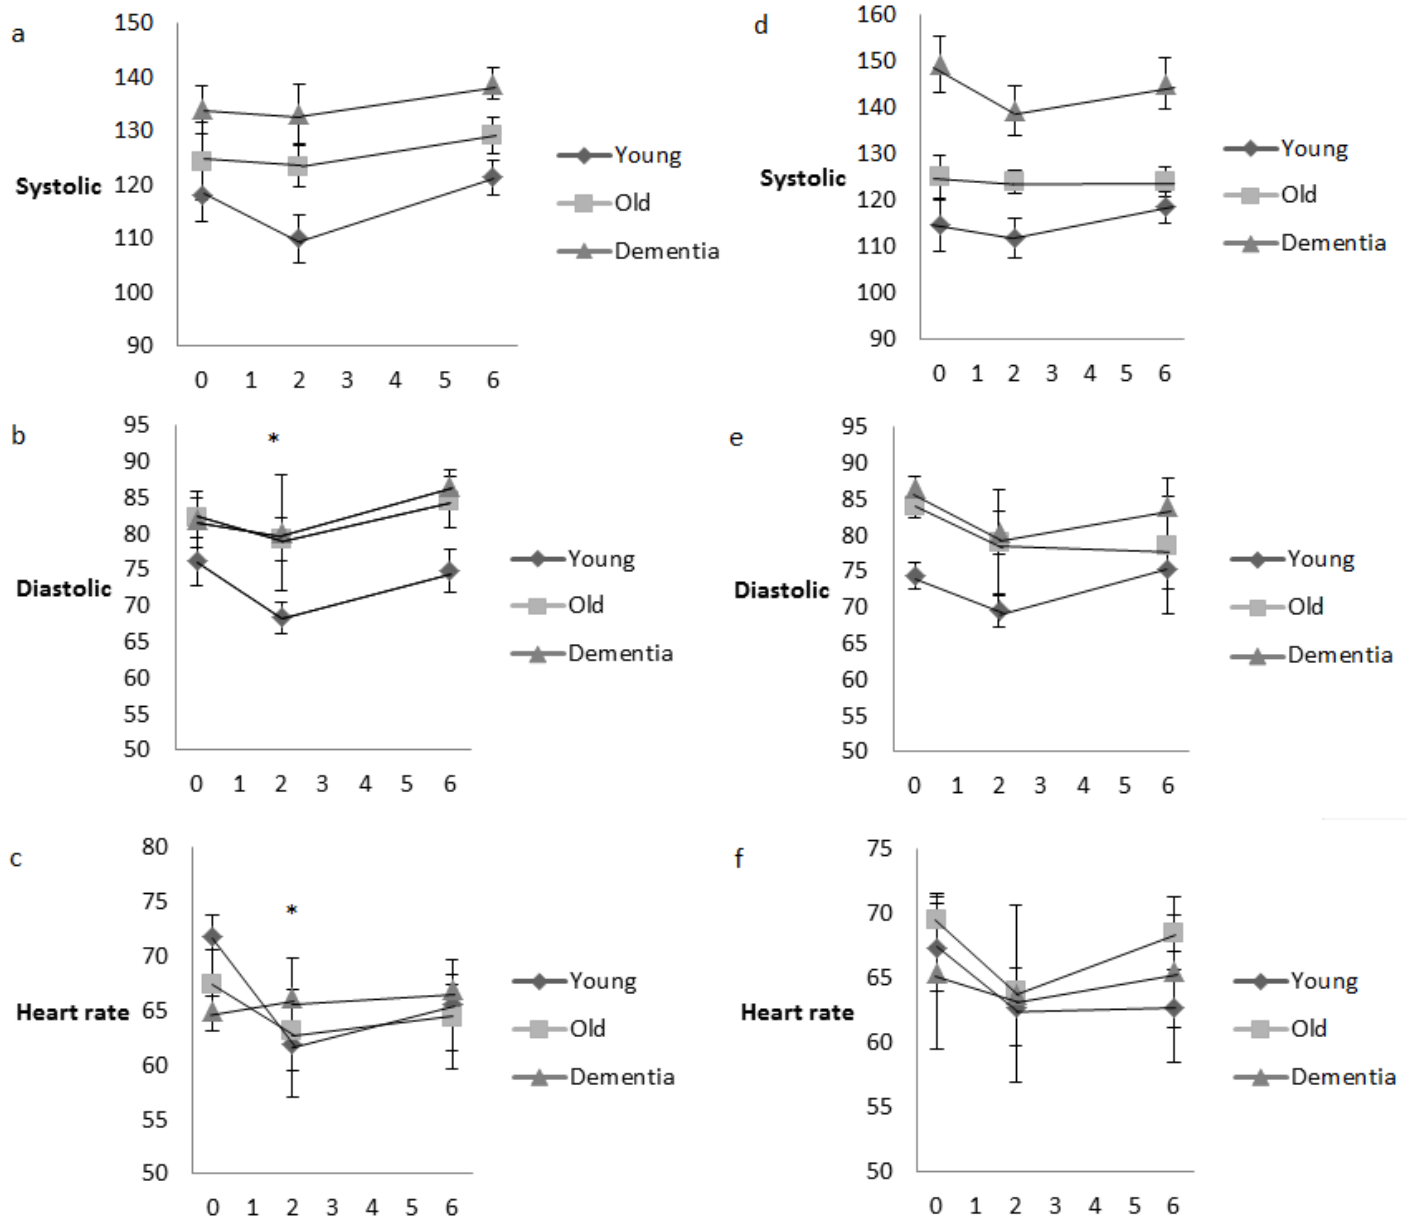 a
150
140
130
120
110
100
90
Systolic
0 1 2 3 4 5 6
Young
Old
Dementia
d
160
150
140
130
120
110
100
90
Systolic
0 1 2 3 4 5 6
Young
Old
Dementia
b
95
90
85
80
75
70
65
60
55
50
*
Diastolic
0 1 2 3 4 5 6
Young
Old
Dementia
e
95
90
85
80
75
70
65
60
55
50
Diastolic
0 1 2 3 4 5 6
Young
Old
Dementia
c
80
75
70
65
60
55
50
*
Heart rate
0 1 2 3 4 5 6
Young
Old
Dementia
f
75
70
65
60
55
50
Heart rate
0 1 2 3 4 5 6
Young
Old
Dementia